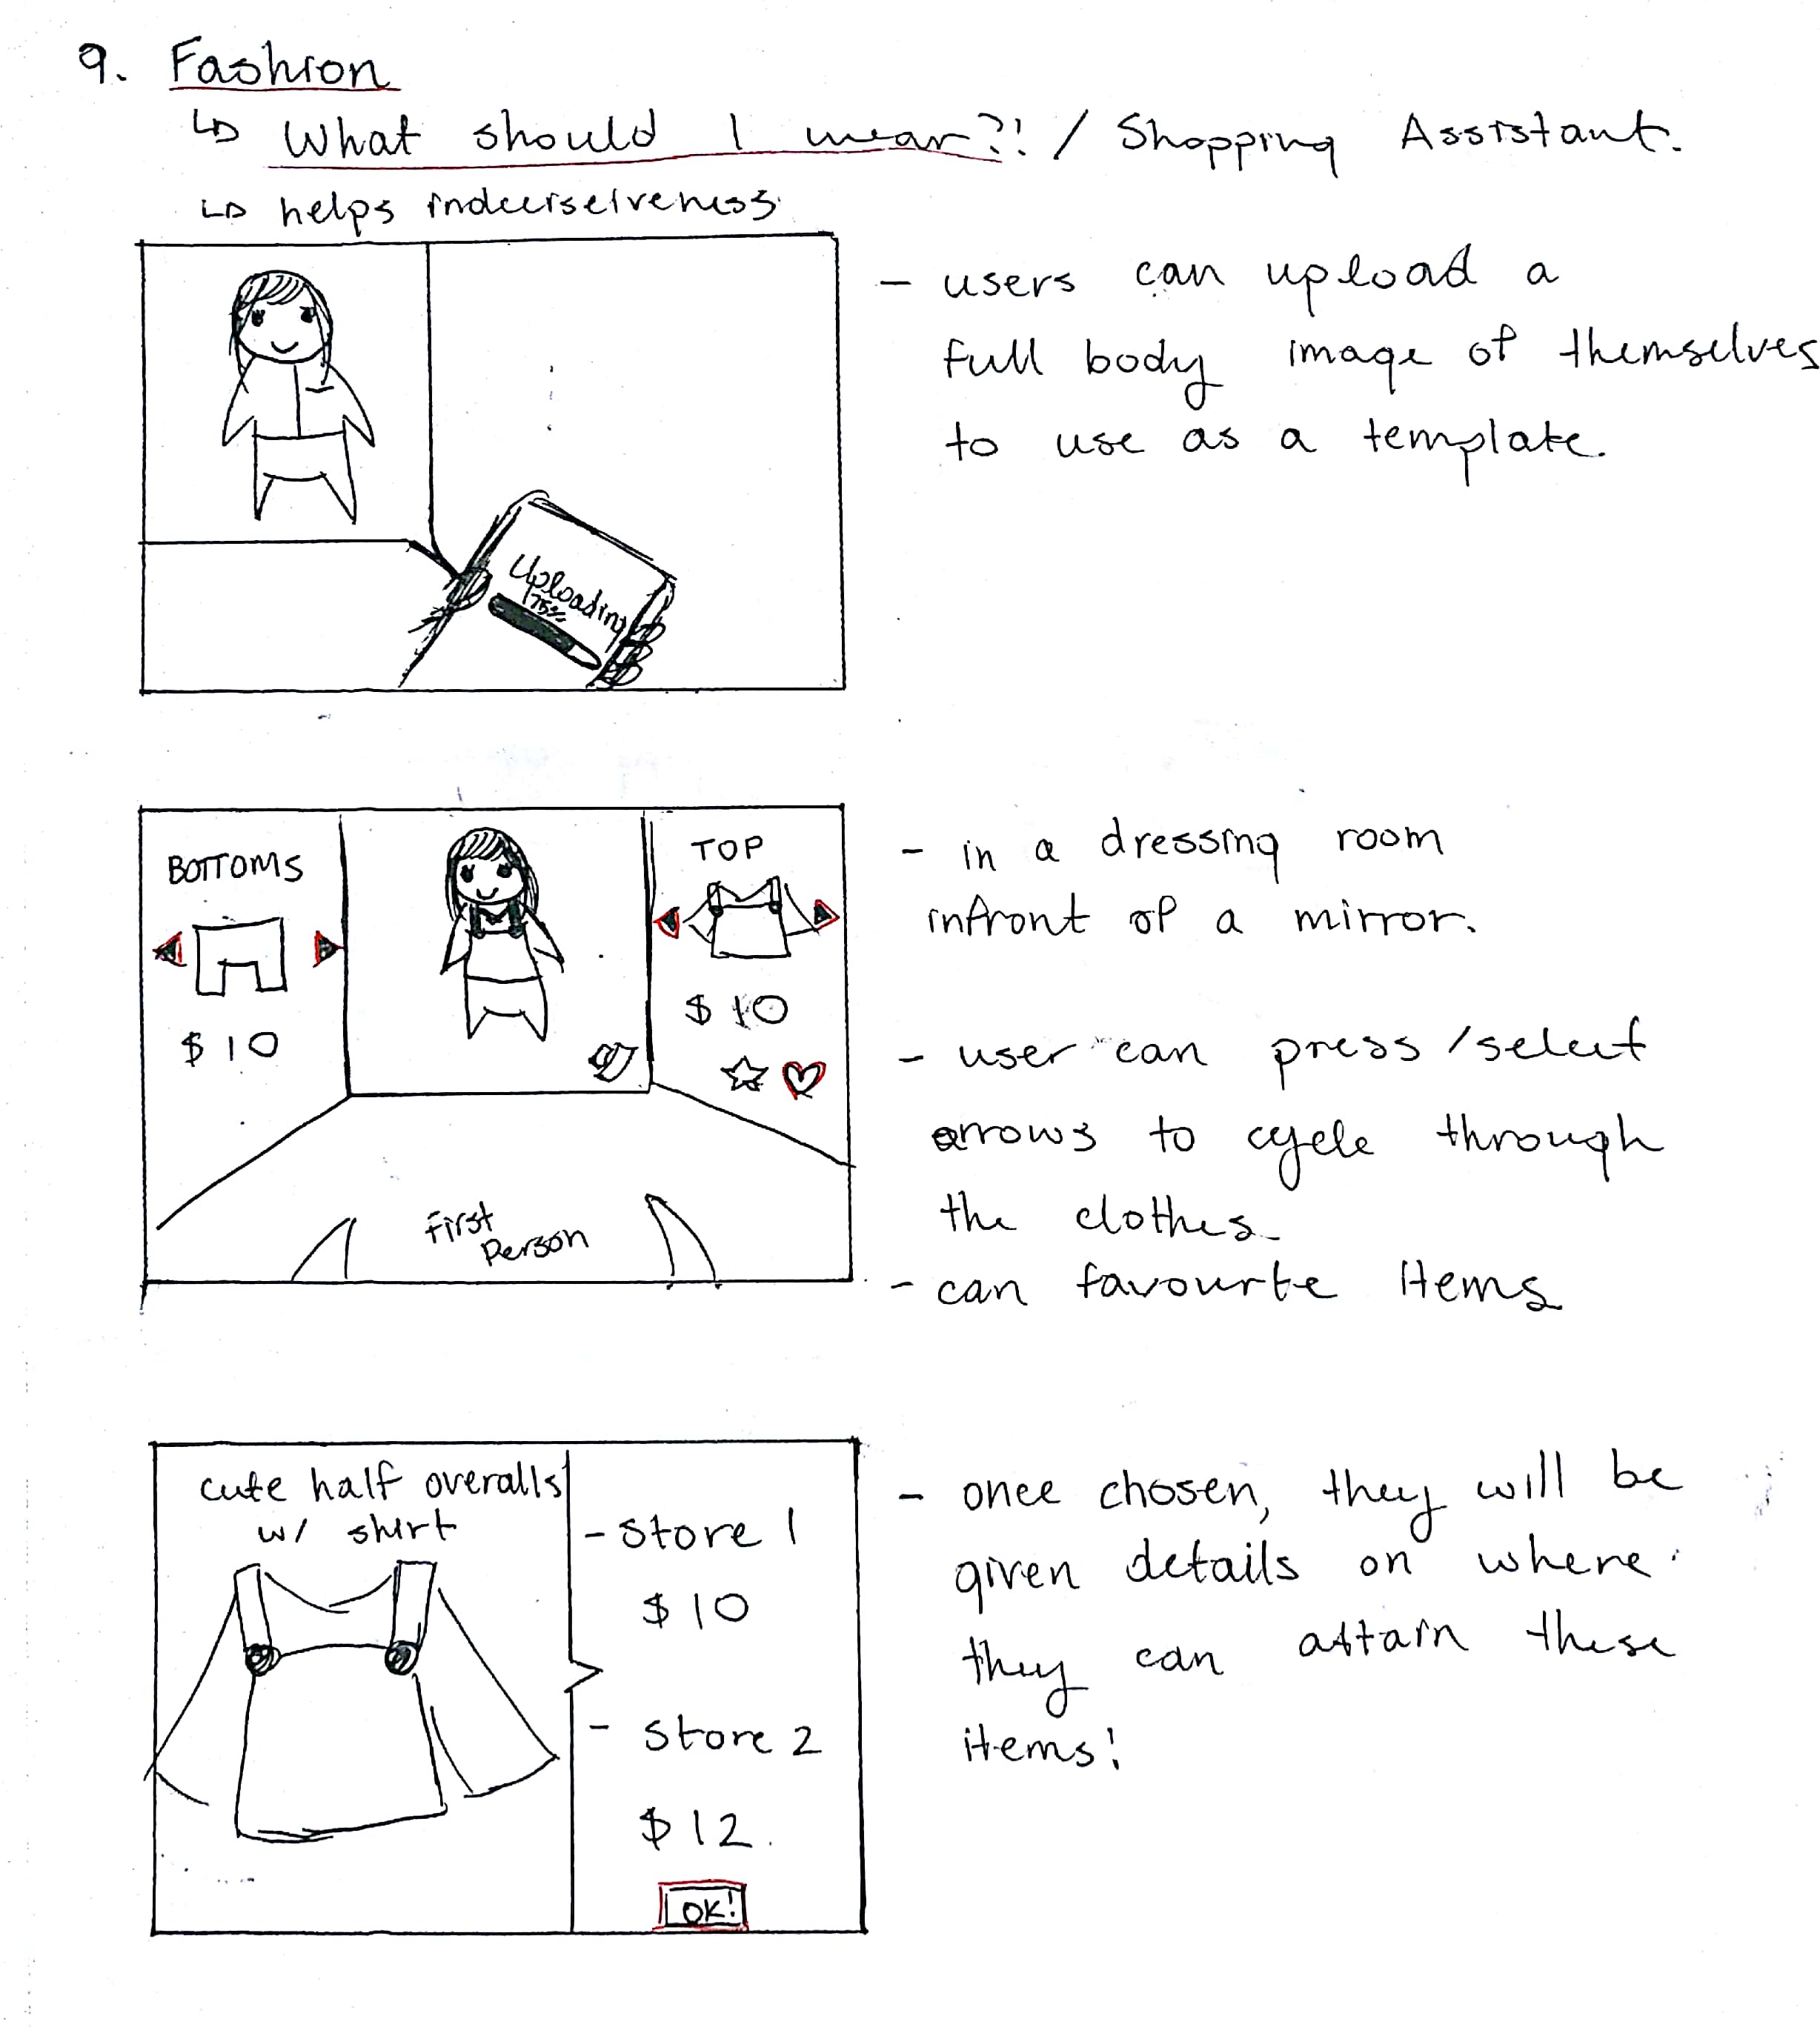 9. Fashion
↳ What should I wear?! / Shopping Assistant.
↳ helps indecisiveness.
- users can upload a
full body image of themselves
to use as a template.
Uploading
75%
BOTTOMS
$10
TOP
$10
First
Person
- in a dressing room
infront of a mirror.
- user can press/select
arrows to cycle through
the clothes.
- can favourite items
cute half overalls
w/ shirt
- store 1
$10
- store 2
$12.
OK!
- once chosen, they will be
given details on where
they can attain these
items!